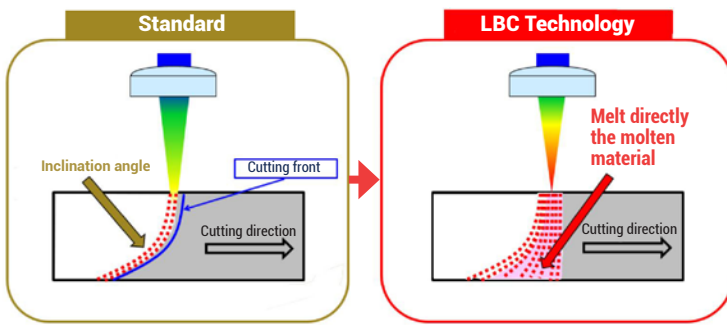 Standard
Inclination angle
Cutting front
Cutting direction
LBC Technology
Melt directly
the molten
material
Cutting direction